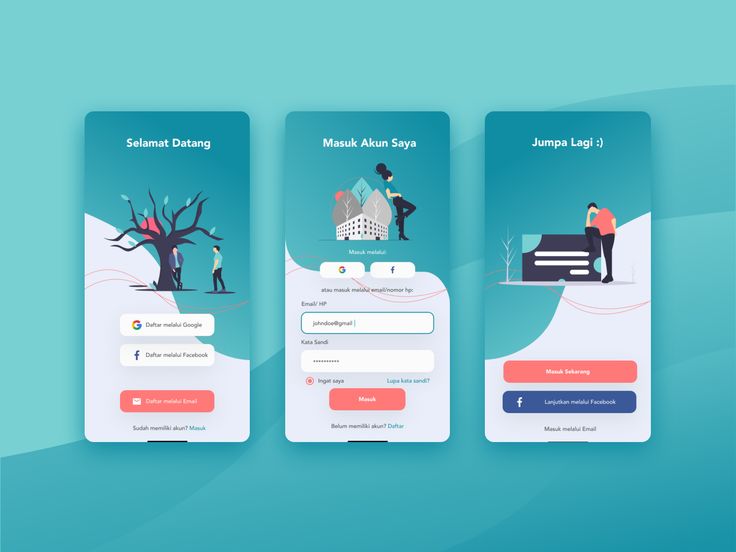 Selamat Datang
Daftar melalui Google
Daftar melalui Facebook
Daftar melalui Email
Sudah memiliki akun? Masuk
Masuk Akun Saya
Masuk melalui
atau masuk melalui email/nomor hp:
Email/ HP
johndoe@gmail
Kata Sandi
**********
Ingat saya
Lupa kata sandi?
Masuk
Belum memiliki akun? Daftar
Jumpa Lagi :)
Masuk Sekarang
Lanjutkan melalui Facebook
Masuk melalui Email